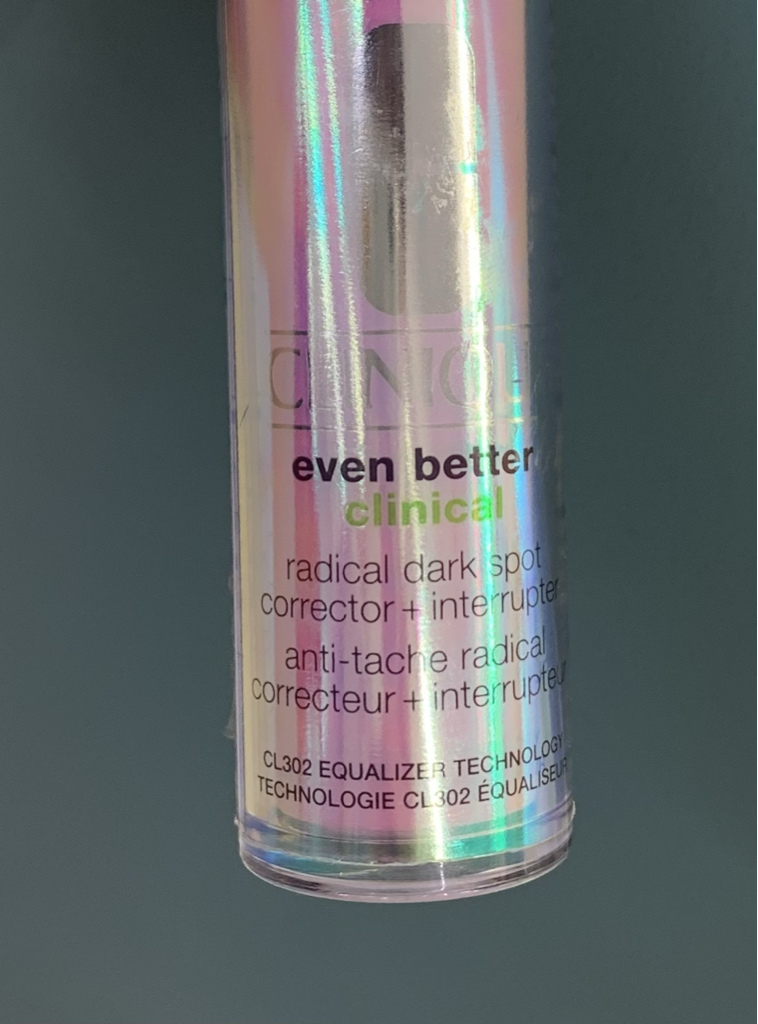 CLINIQU
even better
clinical
radical dark spot
corrector + interrupter
anti-tache radical
correcteur + interrupteur
CL302 EQUALIZER TECHNOLOGY
TECHNOLOGIE CL302 ÉQUALISEUR